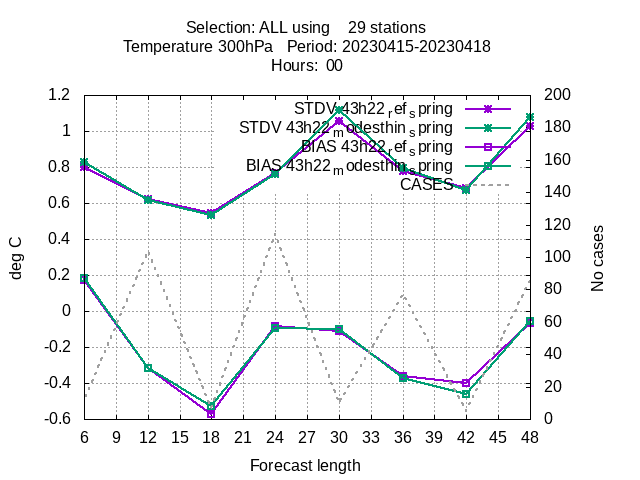 Selection: ALL using 29 stations
Temperature 300hPa Period: 20230415-20230418
Hours: 00
1.2
1
0.8
0.6
0.4
0.2
0
-0.2
-0.4
-0.6
deg C
STDV 43h22_ref_spring
STDV 43h22_modesthin_spring
BIAS 43h22_ref_spring
BIAS 43h22_modesthin_spring
CASES
200
180
160
140
120
100
80
60
40
20
0
No cases
6 9 12 15 18 21 24 27 30 33 36 39 42 45 48
Forecast length